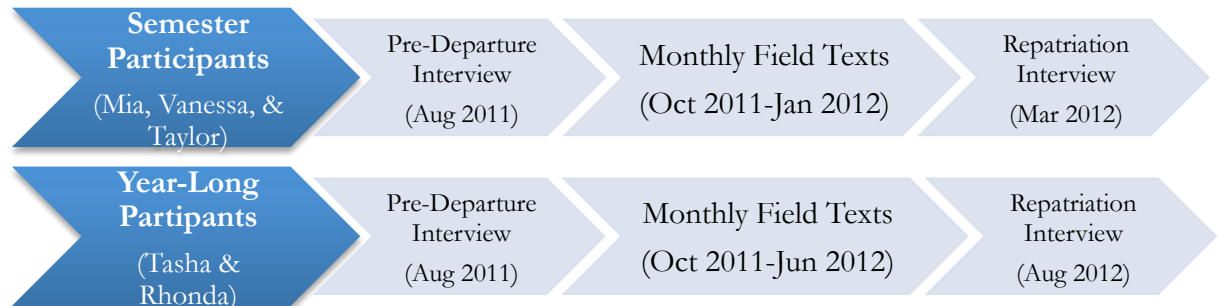 Semester
Participants
(Mia, Vanessa, &
Taylor)
Pre-Departure
Interview
(Aug 2011)
Monthly Field Texts
(Oct 2011-Jan 2012)
Repatriation
Interview
(Mar 2012)
Year-Long
Partipants
(Tasha &
Rhonda)
Pre-Departure
Interview
(Aug 2011)
Monthly Field Texts
(Oct 2011-Jun 2012)
Repatriation
Interview
(Aug 2012)